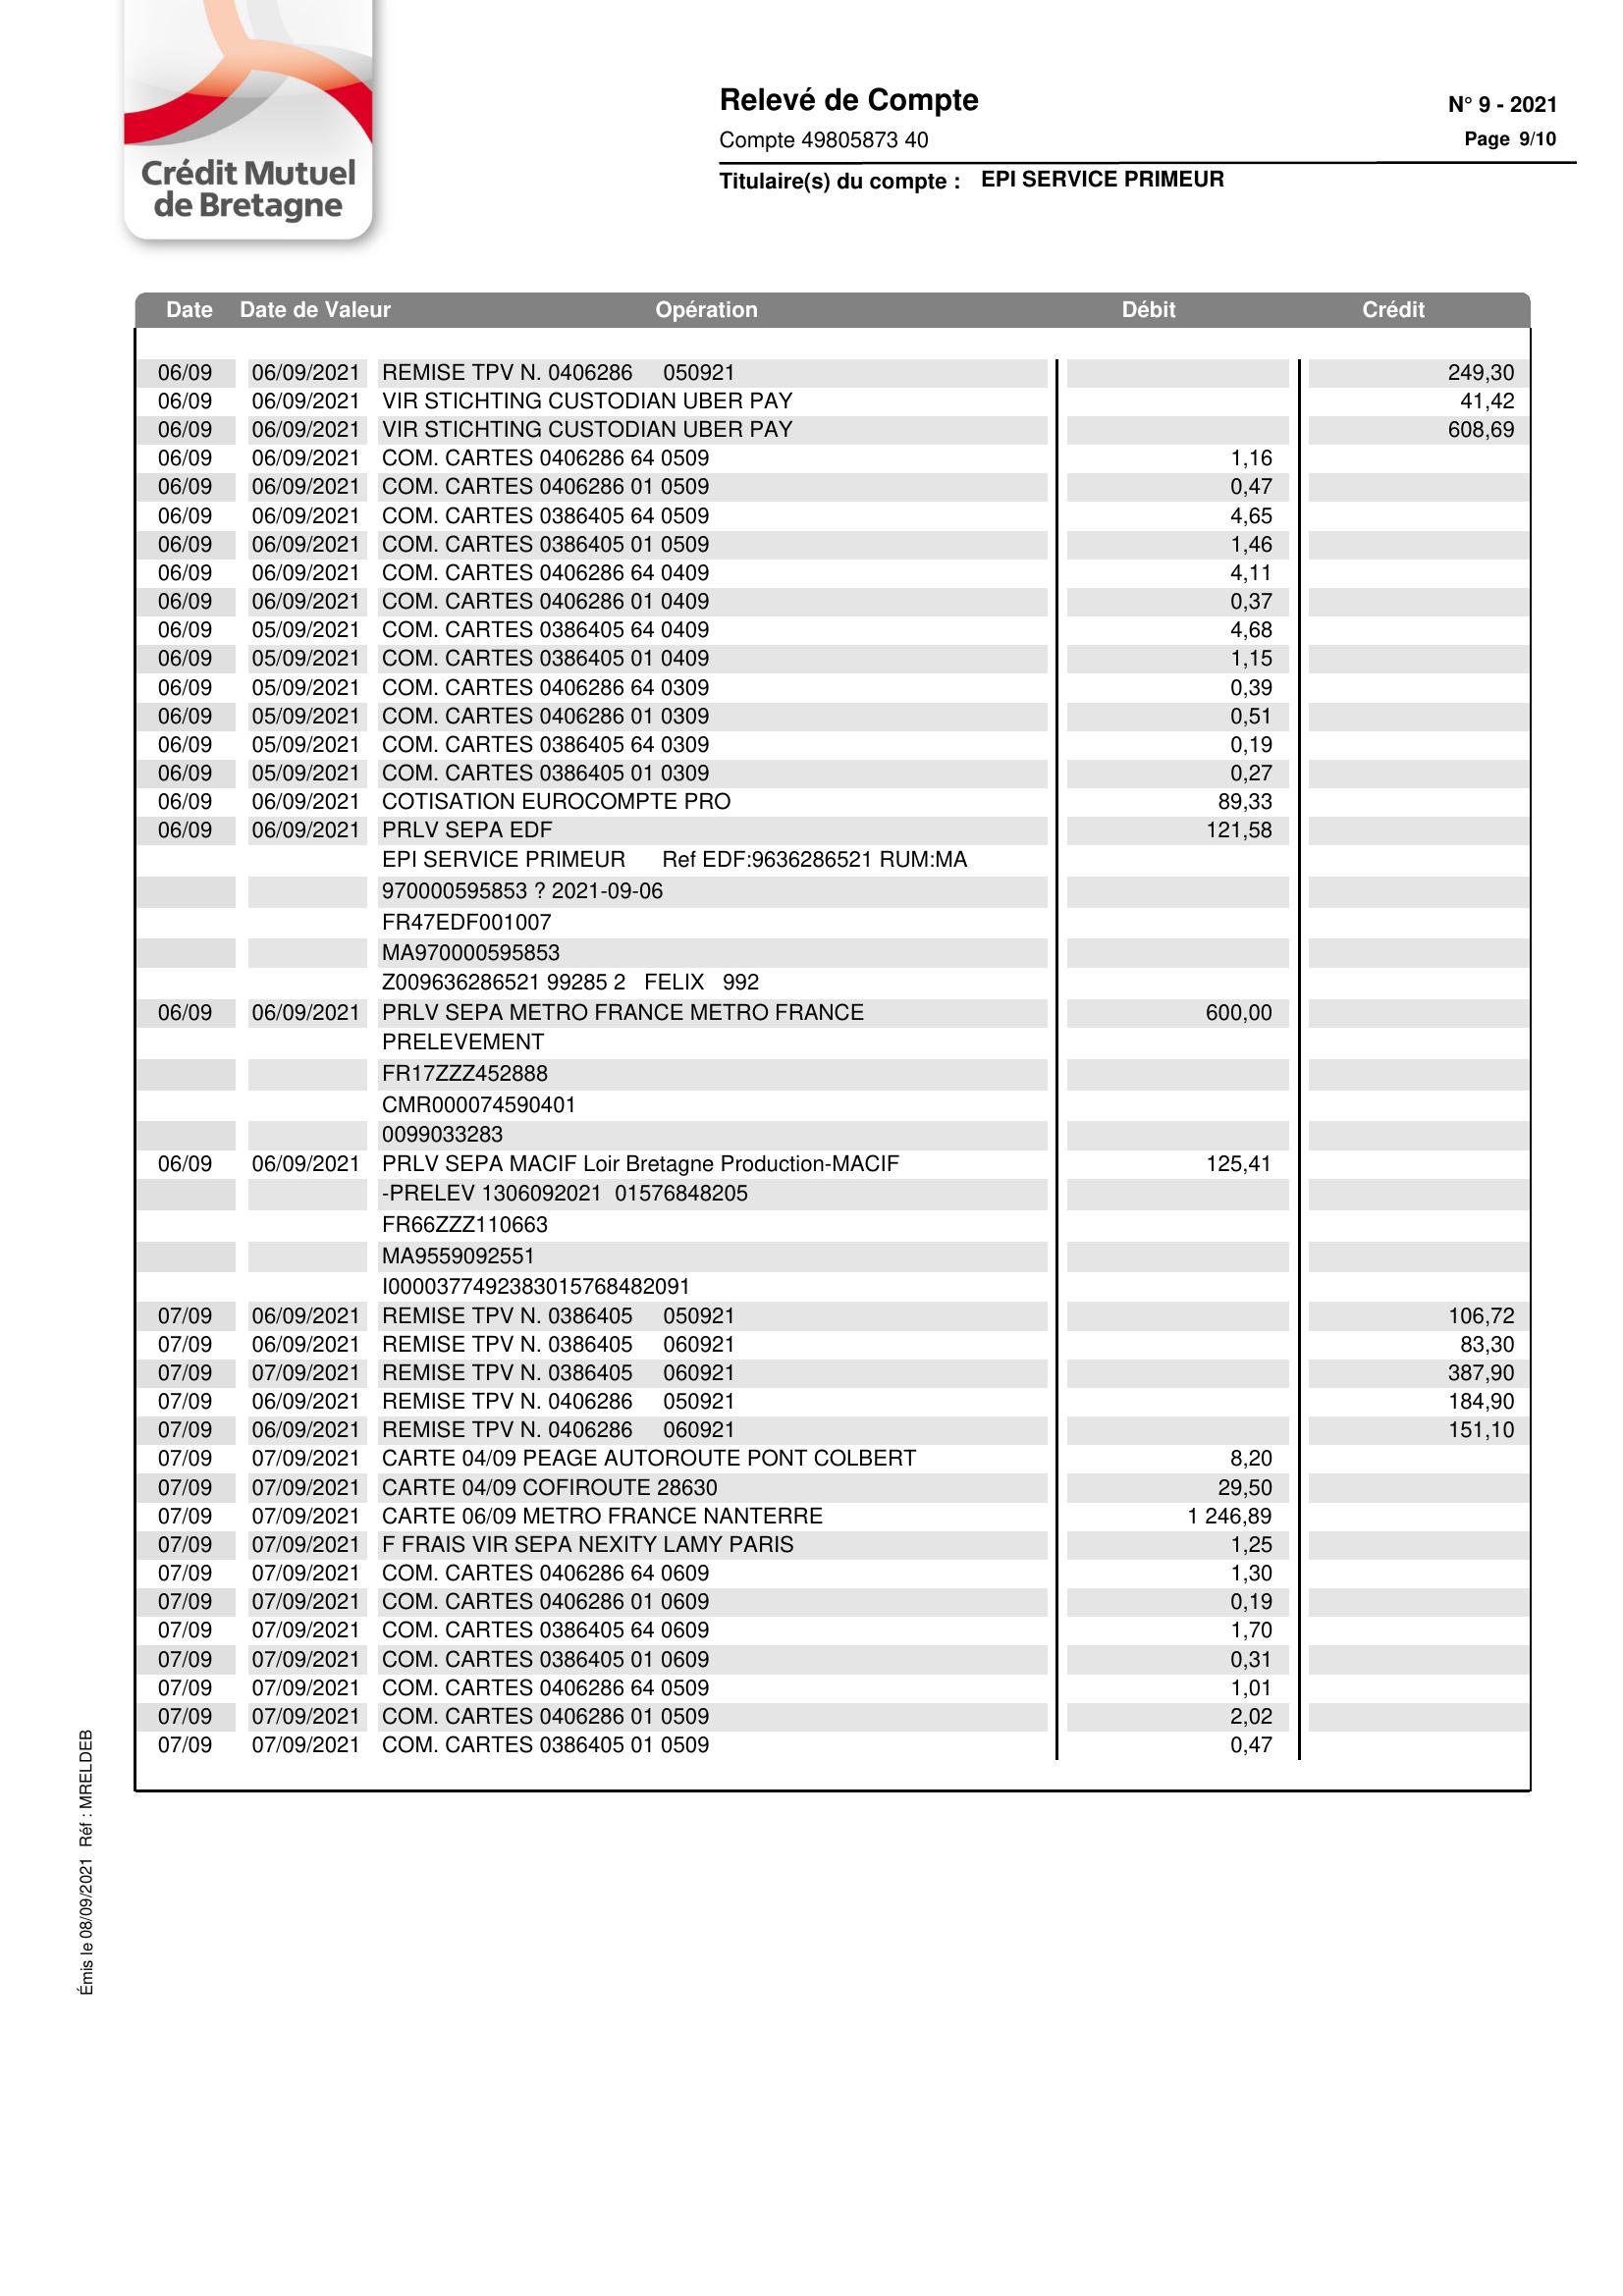 Crédit Mutuel
de Bretagne
Relevé de Compte
N° 9 - 2021
Compte 49805873 40
Page 9/10
Titulaire(s) du compte : EPI SERVICE PRIMEUR
Date Date de Valeur Opération Débit Crédit
06/09 06/09/2021 REMISE TPV N. 0406286 050921 249,30
06/09 06/09/2021 VIR STICHTING CUSTODIAN UBER PAY 41,42
06/09 06/09/2021 VIR STICHTING CUSTODIAN UBER PAY 608,69
06/09 06/09/2021 COM. CARTES 0406286 64 0509 1,16
06/09 06/09/2021 COM. CARTES 0406286 01 0509 0,47
06/09 06/09/2021 COM. CARTES 0386405 64 0509 4,65
06/09 06/09/2021 COM. CARTES 0386405 01 0509 1,46
06/09 06/09/2021 COM. CARTES 0406286 64 0409 4,11
06/09 06/09/2021 COM. CARTES 0406286 01 0409 0,37
06/09 05/09/2021 COM. CARTES 0386405 64 0409 4,68
06/09 05/09/2021 COM. CARTES 0386405 01 0409 1,15
06/09 05/09/2021 COM. CARTES 0406286 64 0309 0,39
06/09 05/09/2021 COM. CARTES 0406286 01 0309 0,51
06/09 05/09/2021 COM. CARTES 0386405 64 0309 0,19
06/09 05/09/2021 COM. CARTES 0386405 01 0309 0,27
06/09 06/09/2021 COTISATION EUROCOMPTE PRO 89,33
06/09 06/09/2021 PRLV SEPA EDF 121,58
EPI SERVICE PRIMEUR Ref EDF:9636286521 RUM:MA
970000595853 ? 2021-09-06
FR47EDF001007
MA970000595853
Z009636286521 99285 2 FELIX 992
06/09 06/09/2021 PRLV SEPA METRO FRANCE METRO FRANCE 600,00
PRELEVEMENT
FR17ZZZ452888
CMR000074590401
0099033283
06/09 06/09/2021 PRLV SEPA MACIF Loir Bretagne Production-MACIF 125,41
-PRELEV 1306092021 01576848205
FR66ZZZ110663
MA9559092551
I00003774923830157684​82091
07/09 06/09/2021 REMISE TPV N. 0386405 050921 106,72
07/09 06/09/2021 REMISE TPV N. 0386405 060921 83,30
07/09 07/09/2021 REMISE TPV N. 0386405 060921 387,90
07/09 06/09/2021 REMISE TPV N. 0406286 050921 184,90
07/09 06/09/2021 REMISE TPV N. 0406286 060921 151,10
07/09 07/09/2021 CARTE 04/09 PEAGE AUTOROUTE PONT COLBERT 8,20
07/09 07/09/2021 CARTE 04/09 COFIROUTE 28630 29,50
07/09 07/09/2021 CARTE 06/09 METRO FRANCE NANTERRE 1 246,89
07/09 07/09/2021 F FRAIS VIR SEPA NEXITY LAMY PARIS 1,25
07/09 07/09/2021 COM. CARTES 0406286 64 0609 1,30
07/09 07/09/2021 COM. CARTES 0406286 01 0609 0,19
07/09 07/09/2021 COM. CARTES 0386405 64 0609 1,70
07/09 07/09/2021 COM. CARTES 0386405 01 0609 0,31
07/09 07/09/2021 COM. CARTES 0406286 64 0509 1,01
07/09 07/09/2021 COM. CARTES 0406286 01 0509 2,02
07/09 07/09/2021 COM. CARTES 0386405 01 0509 0,47
Émis le 08/09/2021 Réf : MRELDEB